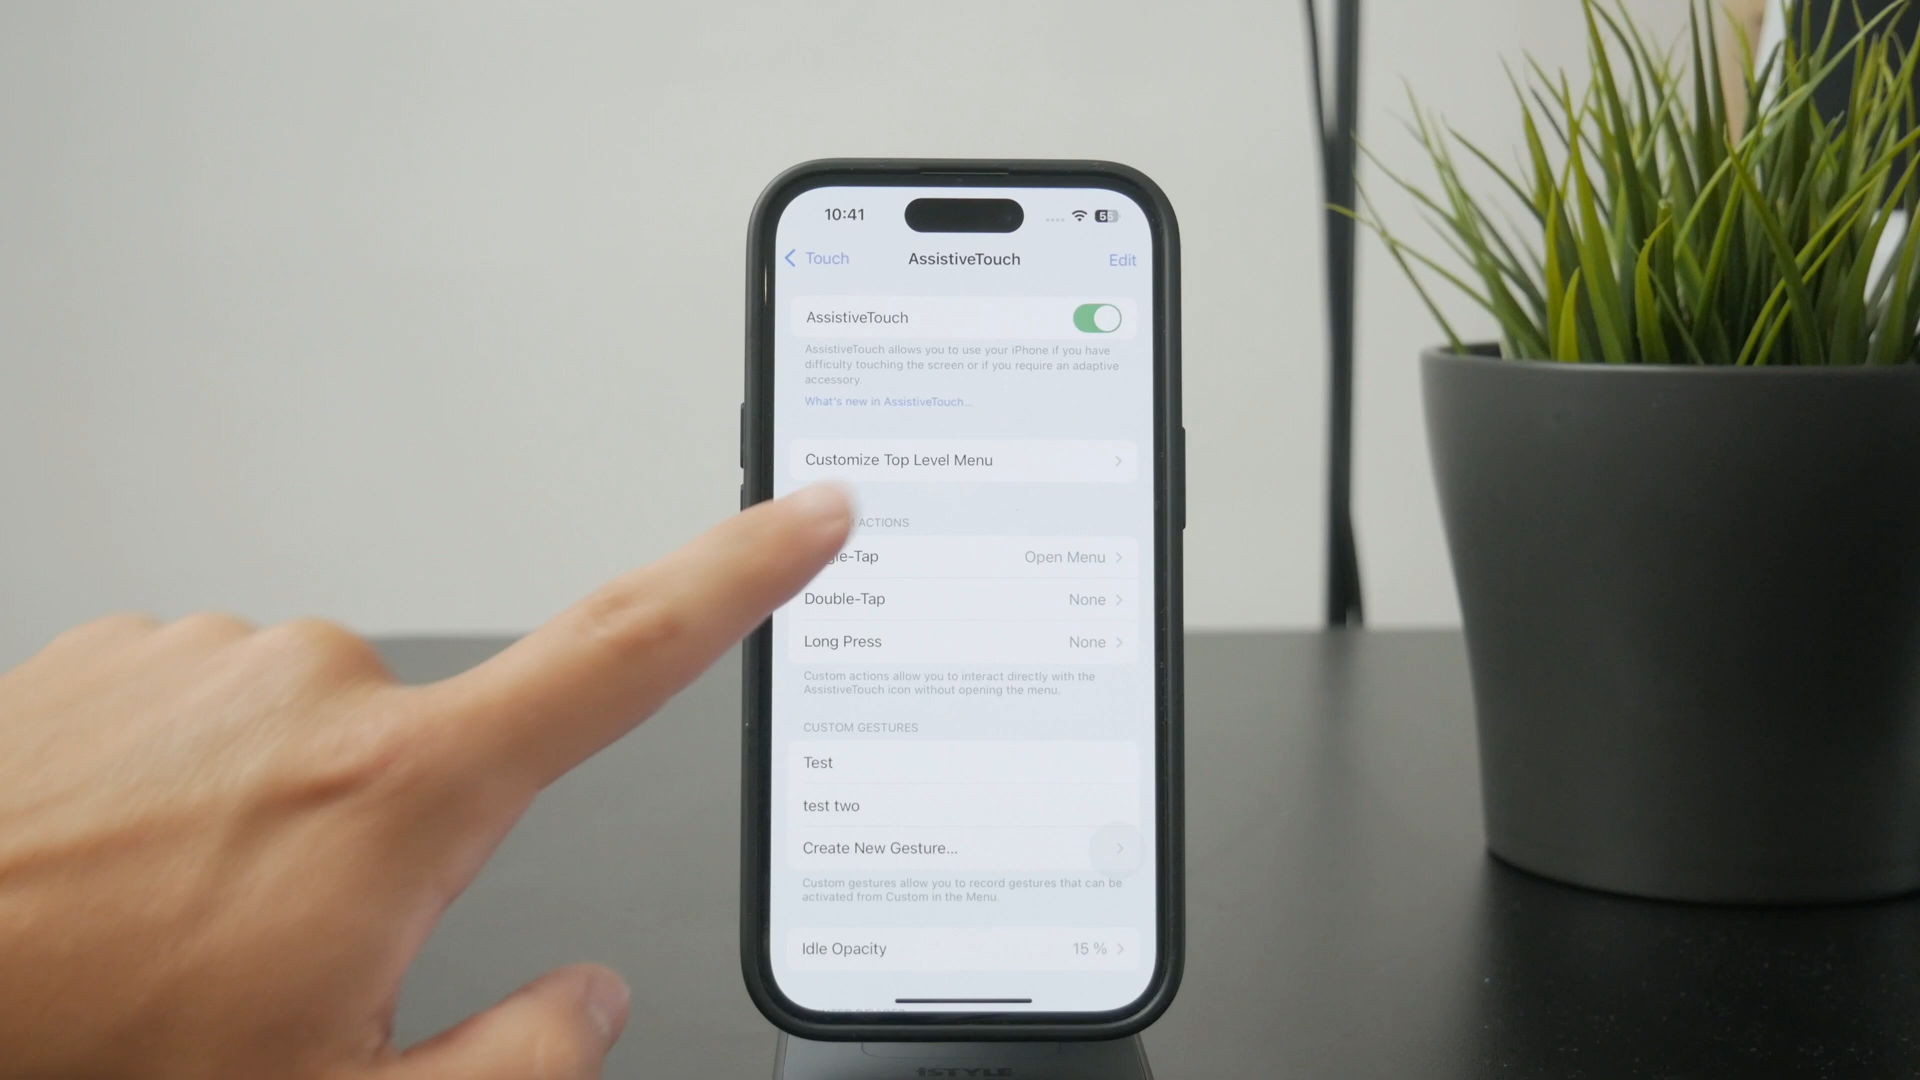 10:41
55
Touch
AssistiveTouch
Edit
AssistiveTouch
AssistiveTouch allows you to use your iPhone if you have
difficulty touching the screen or if you require an adaptive
accessory.
What's new in AssistiveTouch...
Customize Top Level Menu
ACTIONS
Tap
Open Menu
Double-Tap
None
Long Press
None
Custom actions allow you to interact directly with the
AssistiveTouch icon without opening the menu.
CUSTOM GESTURES
Test
test two
Create New Gesture...
Custom gestures allow you to record gestures that can be
activated from Custom in the Menu.
Idle Opacity
15 %
iSTYLE